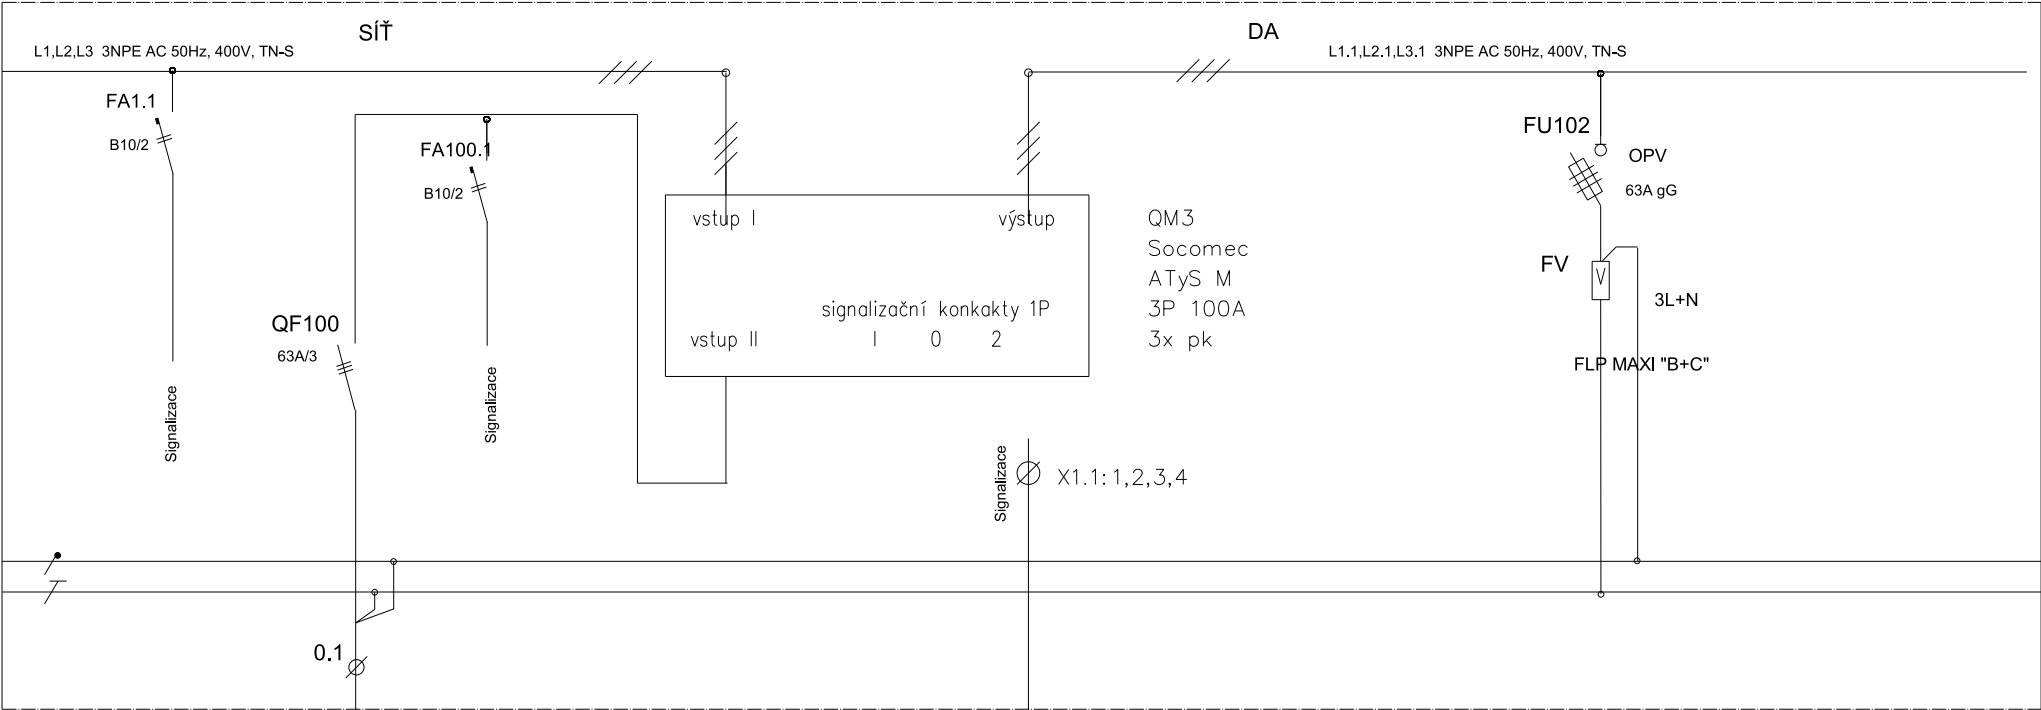 SÍŤ
DA
L1,L2,L3 3NPE AC 50Hz, 400V, TN-S
L1.1,L2.1,L3.1 3NPE AC 50Hz, 400V, TN-S
FA1.1
B10/2
Signalizace
FA100.1
B10/2
Signalizace
QF100
63A/3
0.1
vstup I
výstup
signalizační konkakty 1P
vstup II
I 0 2
QM3
Socomec
ATyS M
3P 100A
3x pk
Signalizace
X1.1:1,2,3,4
FU102
OPV
63A gG
FV
V
3L+N
FLP MAXI "B+C"